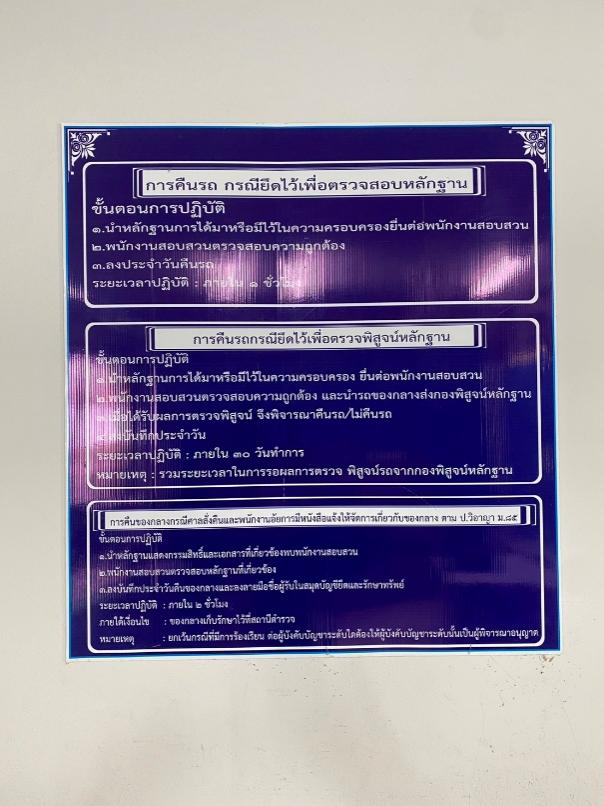 การคืนรถ กรณียึดไว้เพื่อตรวจสอบหลักฐาน
ขั้นตอนการปฏิบัติ
๑.นำหลักฐานการได้มาหรือมีไว้ในความครอบครองยื่นต่อพนักงานสอบสวน
๒.พนักงานสอบสวนตรวจสอบความถูกต้อง
๓.ลงประจำวันคืนรถ
ระยะเวลาปฏิบัติ : ภายใน ๑ ชั่วโมง
การคืนรถกรณียึดไว้เพื่อตรวจพิสูจน์หลักฐาน
ขั้นตอนการปฏิบัติ
๑.นำหลักฐานการได้มาหรือมีไว้ในความครอบครอง ยื่นต่อพนักงานสอบสวน
๒.พนักงานสอบสวนตรวจสอบความถูกต้อง และนำรถของกลางส่งกองพิสูจน์หลักฐาน
๓.เมื่อได้รับผลการตรวจพิสูจน์ จึงพิจารณาคืนรถ/ไม่คืนรถ
๔.ลงบันทึกประจำวัน
ระยะเวลาปฏิบัติ : ภายใน ๓๐ วันทำการ
หมายเหตุ : รวมระยะเวลาในการรอผลการตรวจ พิสูจน์รถจากกองพิสูจน์หลักฐาน
การคืนของกลางกรณีศาลสั่งคืนและพนักงานอัยการมีหนังสือแจ้งให้จัดการเกี่ยวกับของกลาง ตาม ป.วิอาญา ม.๘๕
ขั้นตอนการปฏิบัติ
๑.นำหลักฐานแสดงกรรมสิทธิ์และเอกสารที่เกี่ยวข้องพบพนักงานสอบสวน
๒.พนักงานสอบสวนตรวจสอบหลักฐานที่เกี่ยวข้อง
๓.ลงบันทึกประจำวันคืนของกลางและลงลายมือชื่อผู้รับในสมุดบัญชียึดและรักษาทรัพย์
ระยะเวลาปฏิบัติ : ภายใน ๒ ชั่วโมง
ภายใต้เงื่อนไข : ของกลางเก็บรักษาไว้ที่สถานีตำรวจ
หมายเหตุ : ยกเว้นกรณีที่มีการร้องเรียน ต่อผู้บังคับบัญชาระดับใดต้องให้ผู้บังคับบัญชาระดับนั้นเป็นผู้พิจารณาอนุญาต